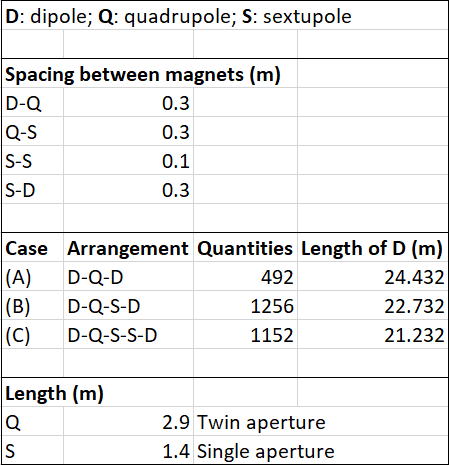 D: dipole; Q: quadrupole; S: sextupole
Spacing between magnets (m)
D-Q 0.3
Q-S 0.3
S-S 0.1
S-D 0.3
Case Arrangement Quantities Length of D (m)
(A) D-Q-D 492 24.432
(B) D-Q-S-D 1256 22.732
(C) D-Q-S-S-D 1152 21.232
Length (m)
Q 2.9 Twin aperture
S 1.4 Single aperture